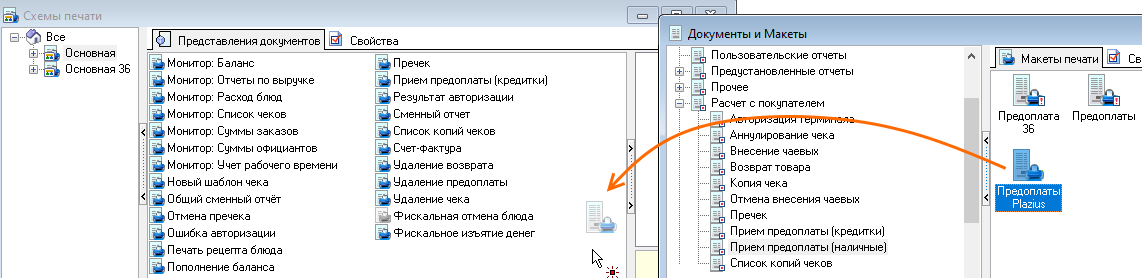 Схемы печати
Все
Основная
Основная 36
Представления документов
Свойства
Монитор: Баланс
Монитор: Отчеты по выручке
Монитор: Расход блюд
Монитор: Список чеков
Монитор: Суммы заказов
Монитор: Суммы официантов
Монитор: Учет рабочего времени
Новый шаблон чека
Общий сменный отчёт
Отмена пречека
Ошибка авторизации
Печать рецепта блюда
Пополнение баланса
Пречек
Прием предоплаты (кредитки)
Результат авторизации
Сменный отчет
Список копий чеков
Счет-Фактура
Удаление возврата
Удаление предоплаты
Удаление чека
Фискальная отмена блюда
Фискальное изъятие денег
Документы и Макеты
Пользовательские отчеты
Предустановленные отчеты
Прочее
Расчет с покупателем
Авторизация терминала
Аннулирование чека
Внесение чаевых
Возврат товара
Копия чека
Отмена внесения чаевых
Пречек
Прием предоплаты (кредитки)
Прием предоплаты (наличные)
Список копий чеков
Макеты печати
Св
Предоплата
36
Предоплаты
Предоплаты
Plazius